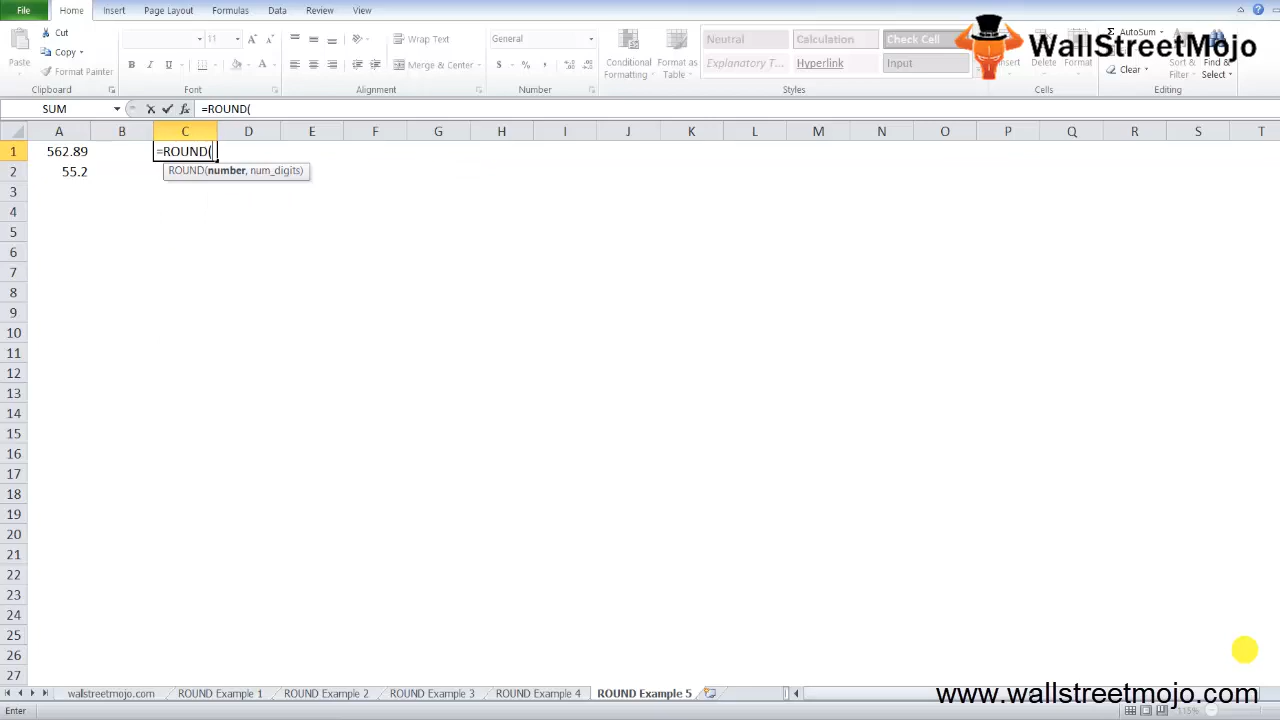 File Home Insert Page Layout Formulas Data Review View
Cut
Copy
Format Painter
Paste
Clipboard
11
B I U
Font
Wrap Text
Merge & Center
Alignment
General
$ % ,
Number
Conditional Formatting
Format as Table
Neutral Calculation Check Cell
Explanatory T... Hyperlink Input
Styles
Insert Delete Format
Cells
Σ AutoSum
Clear
Sort & Filter
Find & Select
Editing
WallStreetMojo
SUM fx =ROUND(
A B C D E F G H I J K L M N O P Q R S T
1 562.89 =ROUND(
2 55.2 ROUND(number, num_digits)
3
4
5
6
7
8
9
10
11
12
13
14
15
16
17
18
19
20
21
22
23
24
25
26
27
wallstreetmojo.com ROUND Example 1 ROUND Example 2 ROUND Example 3 ROUND Example 4 ROUND Example 5
www.wallstreetmojo.com
Enter 115%